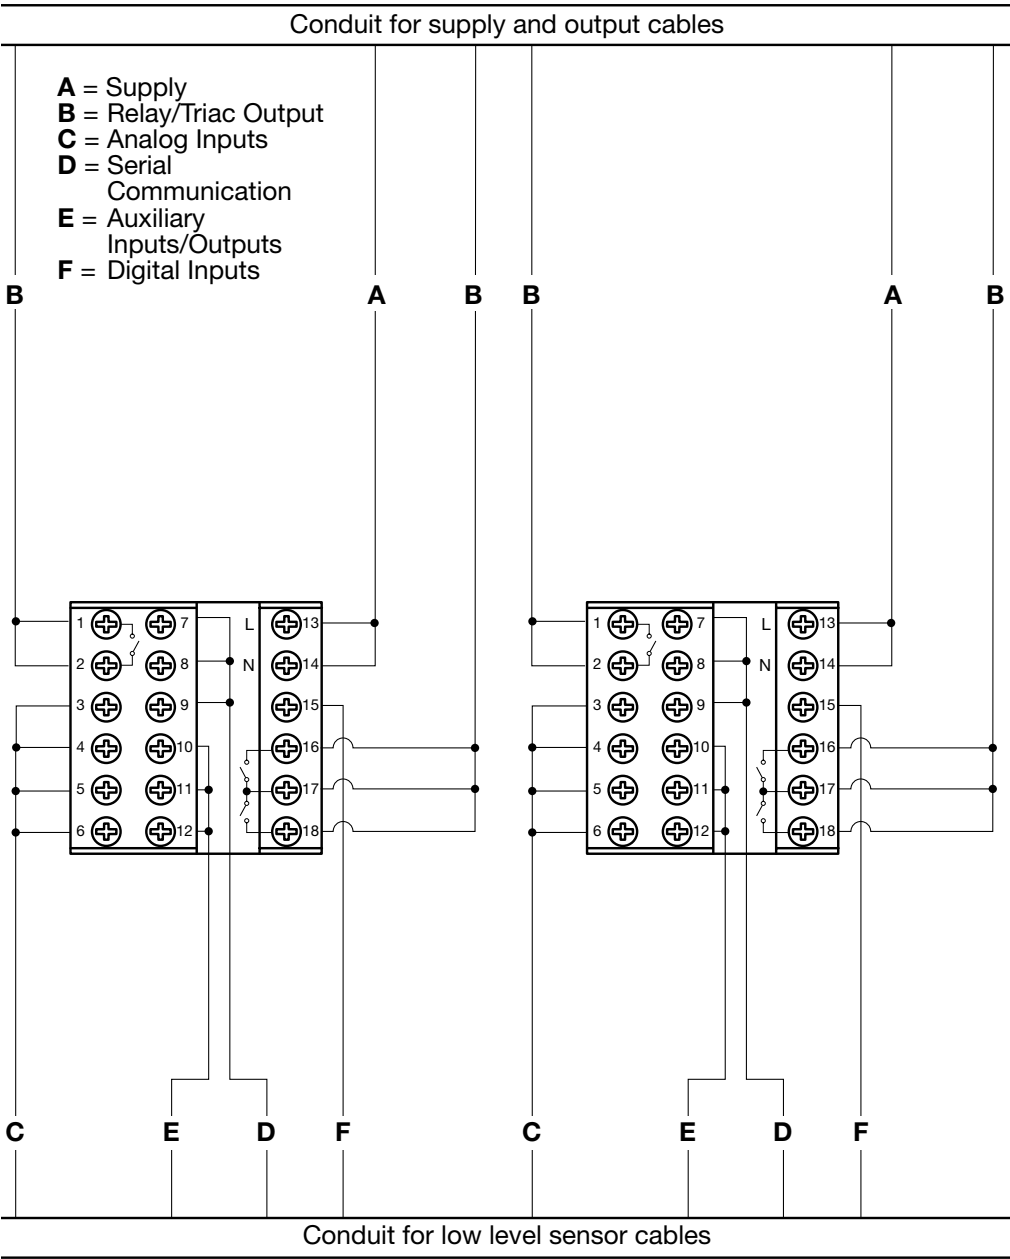 Conduit for supply and output cables
A = Supply
B = Relay/Triac Output
C = Analog Inputs
D = Serial
Communication
E = Auxiliary
Inputs/Outputs
F = Digital Inputs
B A B B A B
1 7 L 13 1 7 L 13
2 8 N 14 2 8 N 14
3 9 15 3 9 15
4 10 16 4 10 16
5 11 17 5 11 17
6 12 18 6 12 18
C E D F C E D F
Conduit for low level sensor cables